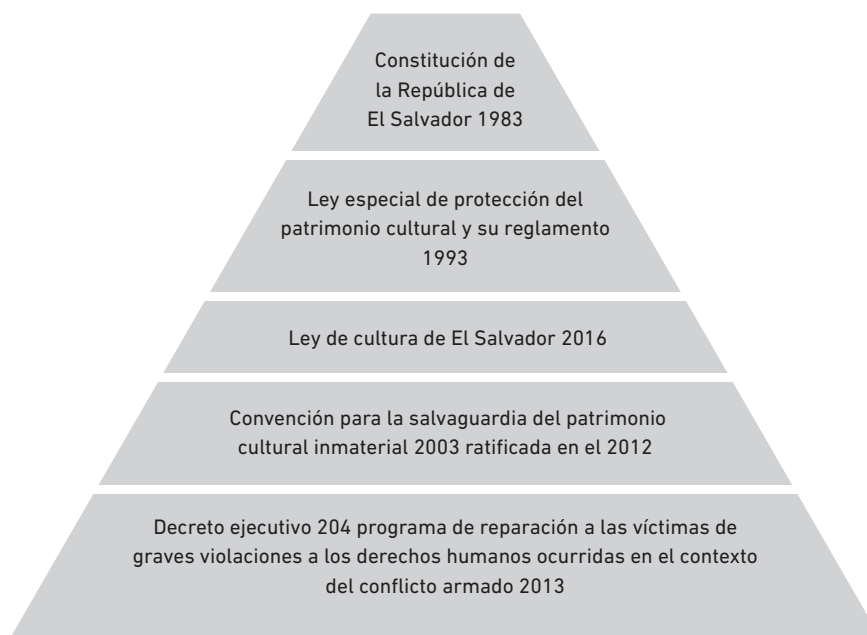 Constitución de
la República de
El Salvador 1983
Ley especial de protección del
patrimonio cultural y su reglamento
1993
Ley de cultura de El Salvador 2016
Convención para la salvaguardia del patrimonio
cultural inmaterial 2003 ratificada en el 2012
Decreto ejecutivo 204 programa de reparación a las víctimas de
graves violaciones a los derechos humanos ocurridas en el contexto
del conflicto armado 2013